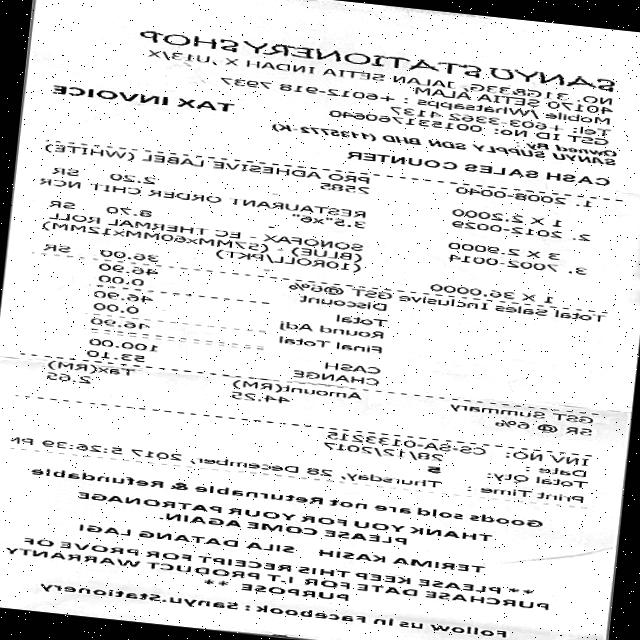 SANYU STATIONERY SHOP
NO. 31G&33G, JALAN SETIA INDAH X ,U13/X
40170 SETIA ALAM
Mobile /Whatsapps : +6012-918 7937
Tel: +603-3362 4137
GST ID No: 001531760640
TAX INVOICE
Owned By :
SANYU SUPPLY SDN BHD (1135772-K)
CASH SALES COUNTER
1. 2008-0040 PRO ADHESIVE LABEL (WHITE)
2585
1 X 2.2000 2.20 SR
2. 2012-0029 RESTAURANT ORDER CHIT NCR
3.5"x6"
3 X 2.9000 8.70 SR
3. 7002-0014 SONOFAX - EC THERMAL ROLL
(BLUE) - (57MMx60MMx12MM)
(10ROLL/PKT)
1 X 36.0000 36.00 SR
Total Sales Inclusive GST @6% 46.90
Discount 0.00
Total 46.90
Round Adj 0.00
Final Total 46.90
CASH 100.00
CHANGE 53.10
GST Summary Amount(RM) Tax(RM)
SR @ 6% 44.25 2.65
INV NO: CS-SA-0133215
Date : 28/12/2017
Total Qty: 5
Print Time : Thursday, 28 December, 2017 5:26:39 PM
Goods sold are not Returnable & Refundable
THANK YOU FOR YOUR PATRONAGE
PLEASE COME AGAIN.
TERIMA KASIH SILA DATANG LAGI
** PLEASE KEEP THIS RECEIPT FOR PROVE OF
PURCHASE DATE FOR I.T PRODUCT WARRANTY
PURPOSE **
Follow us in Facebook : Sanyu.Stationery